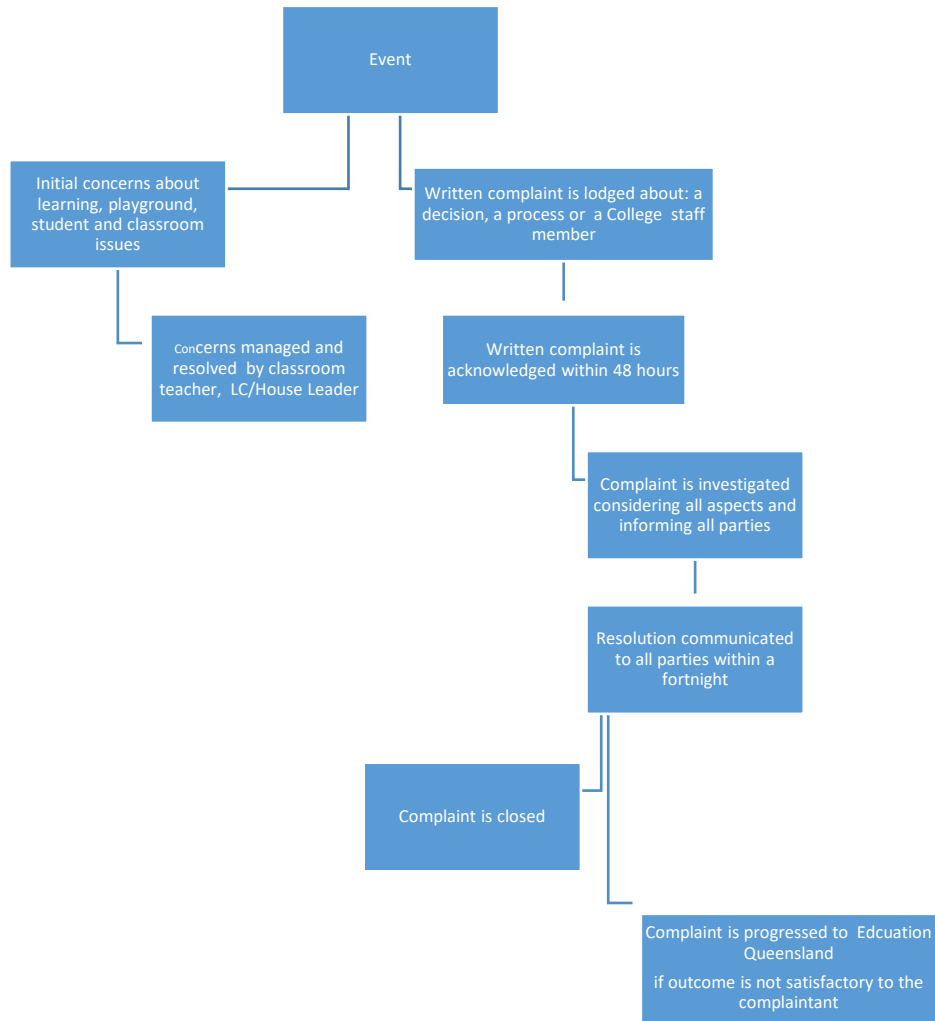 Event
Initial concerns about
learning, playground,
student and classroom
issues
Written complaint is lodged about: a
decision, a process or a College staff
member
Concerns managed and
resolved by classroom
teacher, LC/House Leader
Written complaint is
acknowledged within 48 hours
Complaint is investigated
considering all aspects and
informing all parties
Resolution communicated
to all parties within a
fortnight
Complaint is closed
Complaint is progressed to Edcuation
Queensland
if outcome is not satisfactory to the
complaintant